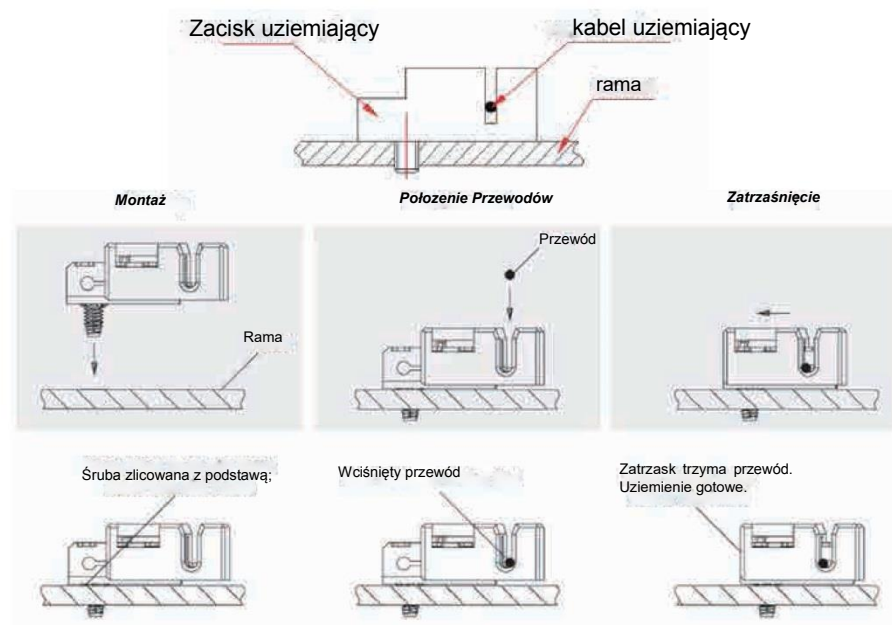 Zacisk uziemiający
kabel uziemiający
rama
Montaż
Położenie Przewodów
Zatrzaśnięcie
Przewód
Rama
Śruba zlicowana z podstawą;
Wciśnięty przewód
Zatrzask trzyma przewód.
Uziemienie gotowe.